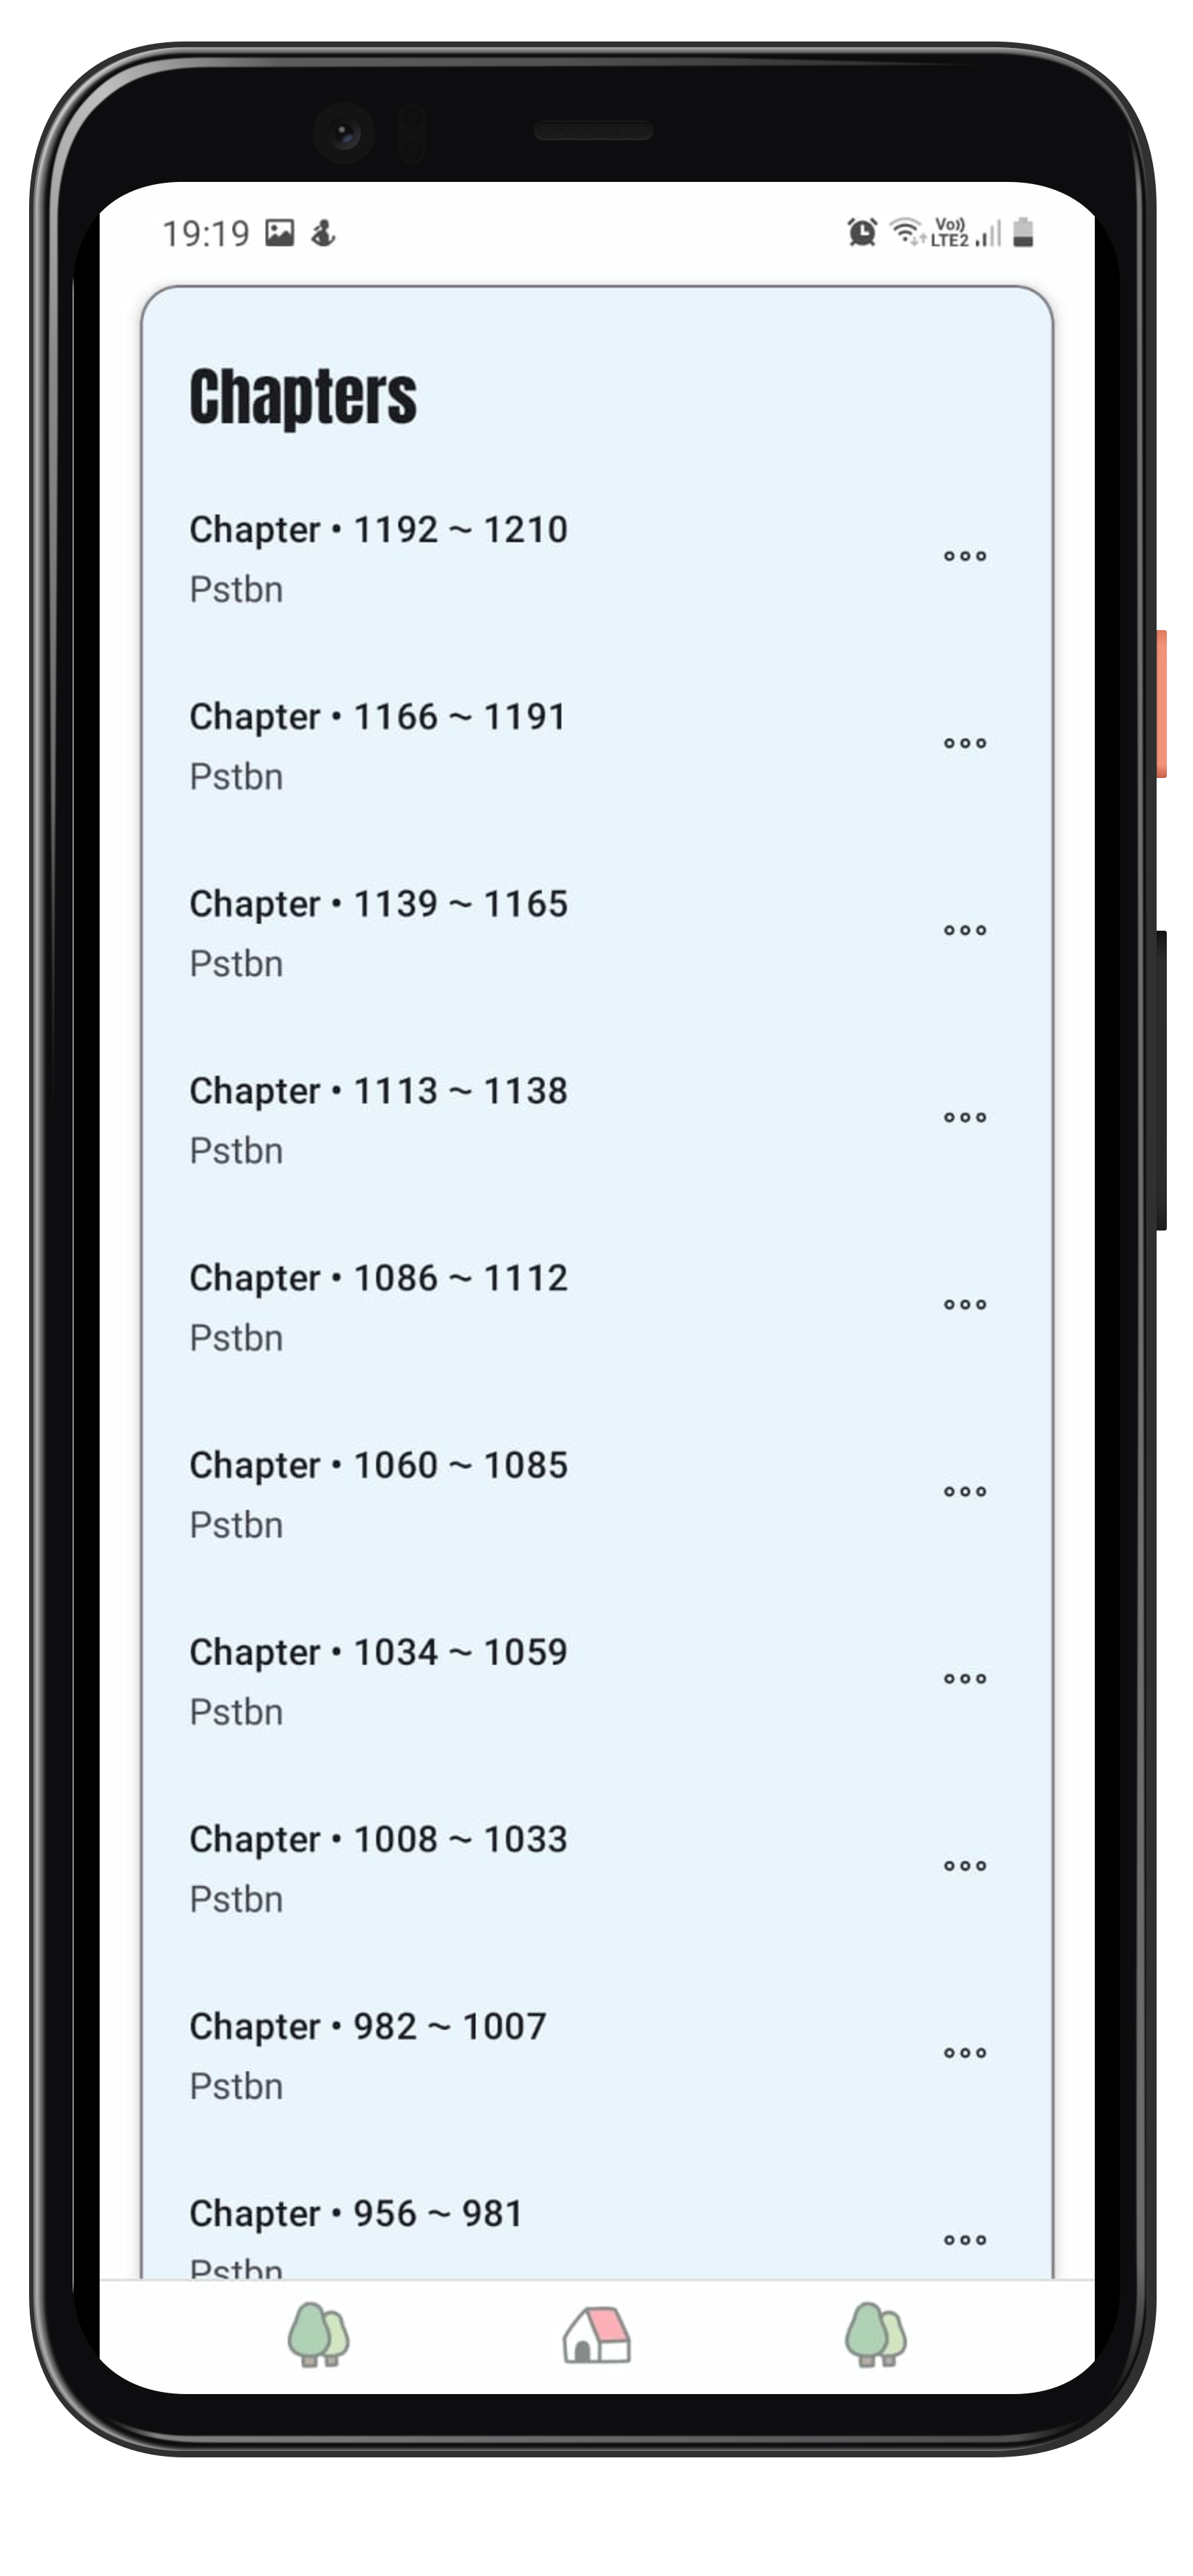 19:19
Vo))
LTE2
Chapters
Chapter • 1192 ~ 1210
Pstbn
Chapter • 1166 ~ 1191
Pstbn
Chapter • 1139 ~ 1165
Pstbn
Chapter • 1113 ~ 1138
Pstbn
Chapter • 1086 ~ 1112
Pstbn
Chapter • 1060 ~ 1085
Pstbn
Chapter • 1034 ~ 1059
Pstbn
Chapter • 1008 ~ 1033
Pstbn
Chapter • 982 ~ 1007
Pstbn
Chapter • 956 ~ 981
Pstbn